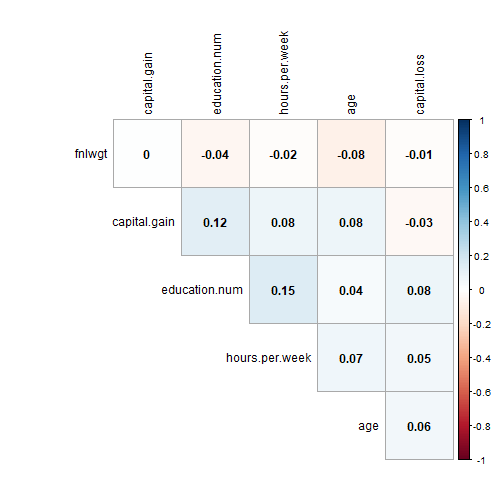 capital.gain education.num hours.per.week age capital.loss
fnlwgt 0 -0.04 -0.02 -0.08 -0.01
capital.gain 0.12 0.08 0.08 -0.03
education.num 0.15 0.04 0.08
hours.per.week 0.07 0.05
age 0.06
1
0.8
0.6
0.4
0.2
0
-0.2
-0.4
-0.6
-0.8
-1